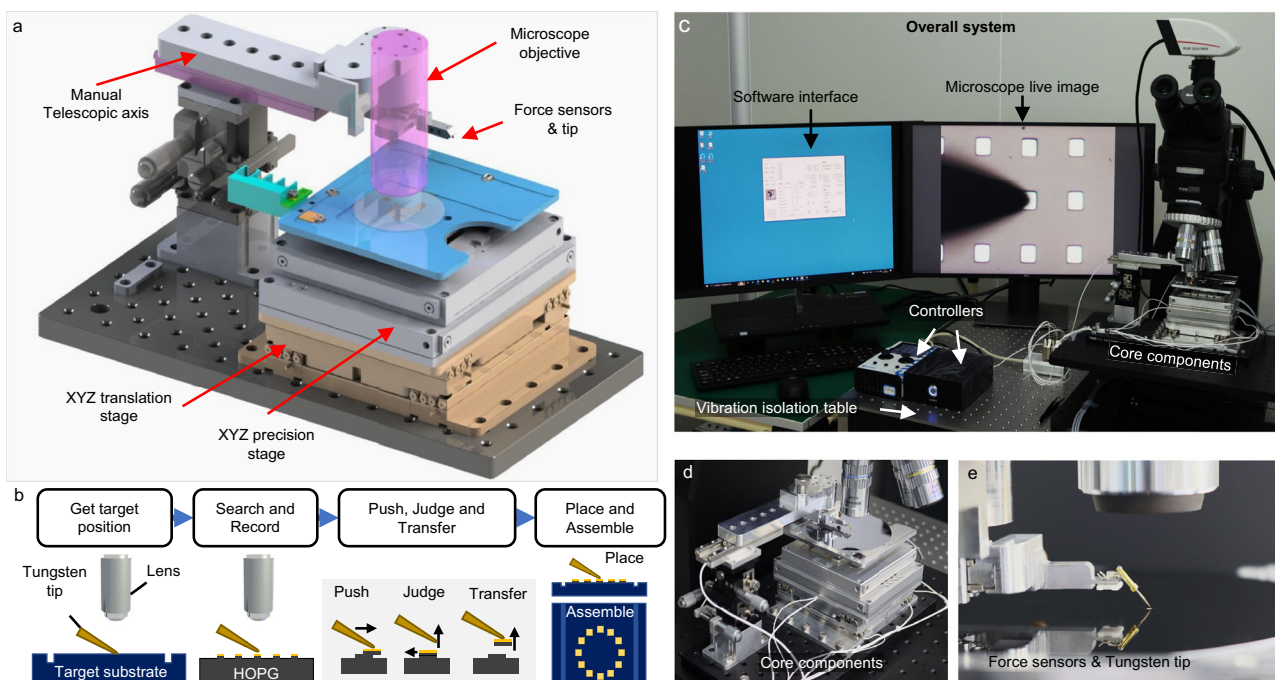 a
Microscope
objective
Manual
Telescopic axis
Force sensors
& tip
XYZ translation
stage
XYZ precision
stage
b
Get target
position
Search and
Record
Push, Judge and
Transfer
Place and
Assemble
Tungsten
tip
Lens
Push
Judge
Transfer
Place
Assemble
Target substrate
HOPG
C
Overall system
Software interface
Microscope live image
Controllers
Core components
Vibration isolation table
d
Core components
e
Force sensors & Tungsten tip